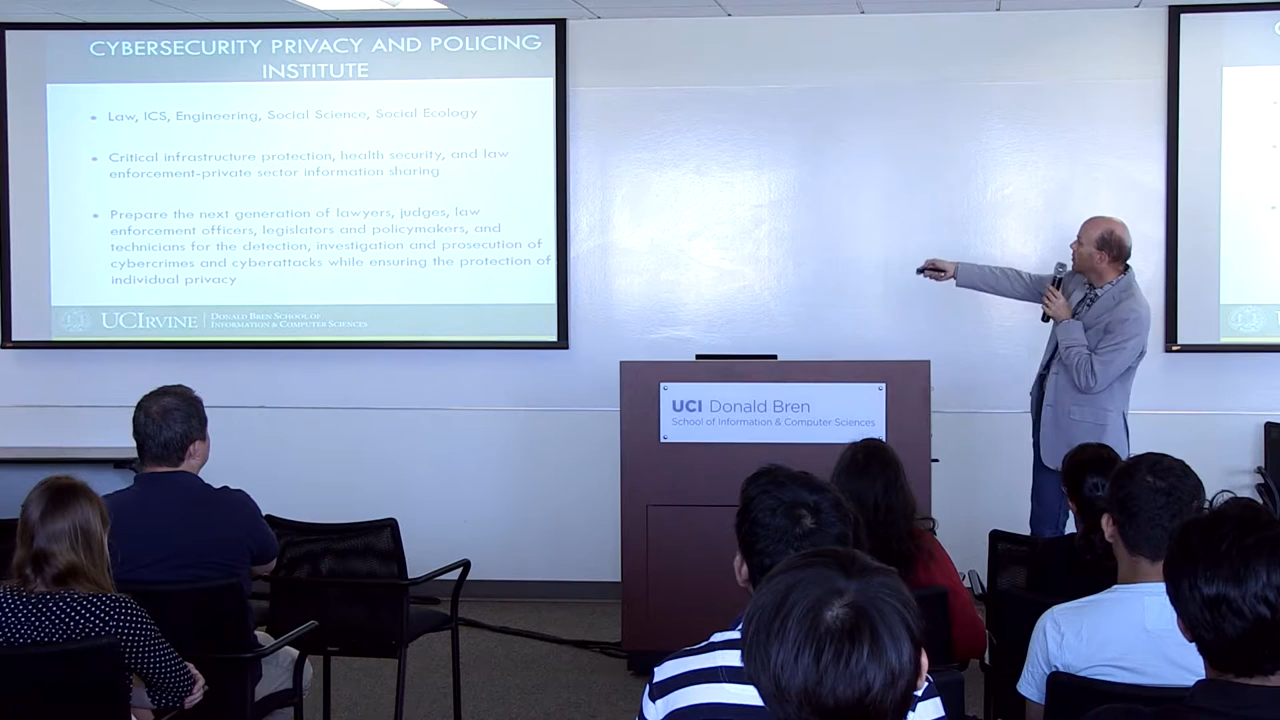 CYBERSECURITY PRIVACY AND POLICING
INSTITUTE
• Law, ICS, Engineering, Social Science, Social Ecology
• Critical infrastructure protection, health security, and law
enforcement-private sector information sharing
• Prepare the next generation of lawyers, judges, law
enforcement officers, legislators and policymakers, and
technicians for the detection, investigation and prosecution of
cybercrimes and cyberattacks while ensuring the protection of
individual privacy
UCIRVINE | DONALD BREN SCHOOL OF
INFORMATION & COMPUTER SCIENCES
UCI Donald Bren
School of Information & Computer Sciences